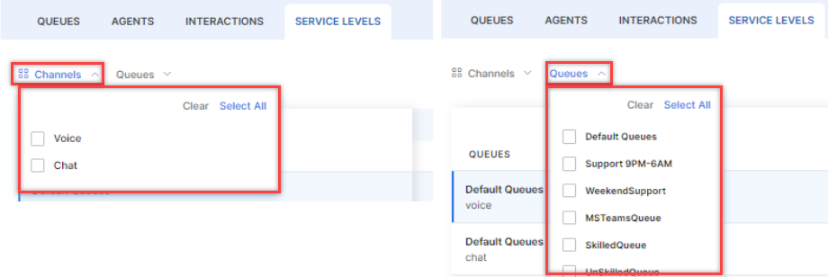 QUEUES AGENTS INTERACTIONS SERVICE LEVELS
Channels Queues
Clear Select All
Voice
Chat
QUEUES AGENTS INTERACTIONS SERVICE LEVELS
Channels Queues
Clear Select All
Default Queues
Support 9PM-6AM
QUEUES
WeekendSupport
Default Queues
voice
MSTeamsQueue
SkilledQueue
Default Queues
chat
UnSkilledQueue